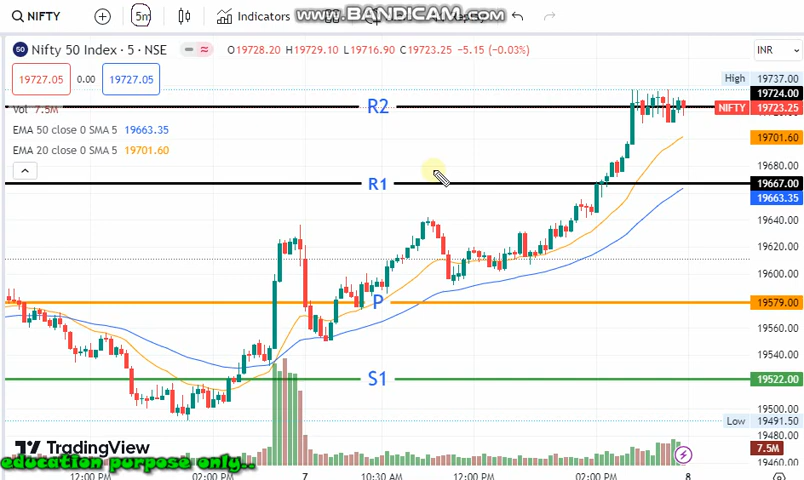 NIFTY
5m
Indicators
www.BANDICAM.com
Nifty 50 Index · 5 · NSE
O19728.20 H19729.10 L19716.90 C19723.25 -5.15 (-0.03%)
INR
19727.05 0.00 19727.05
Vol 7.5M
EMA 50 close 0 SMA 5 19663.35
EMA 20 close 0 SMA 5 19701.60
High 19737.00
19724.00
NIFTY 19723.25
19701.60
19680.00
19667.00
19663.35
19640.00
19620.00
19600.00
19579.00
19560.00
19540.00
19522.00
19500.00
Low 19491.50
19480.00
7.5M
19460.00
R2
R1
P
S1
TradingView
education purpose only..
12:00 PM 02:00 PM 7 10:30 AM 12:00 PM 02:00 PM 8